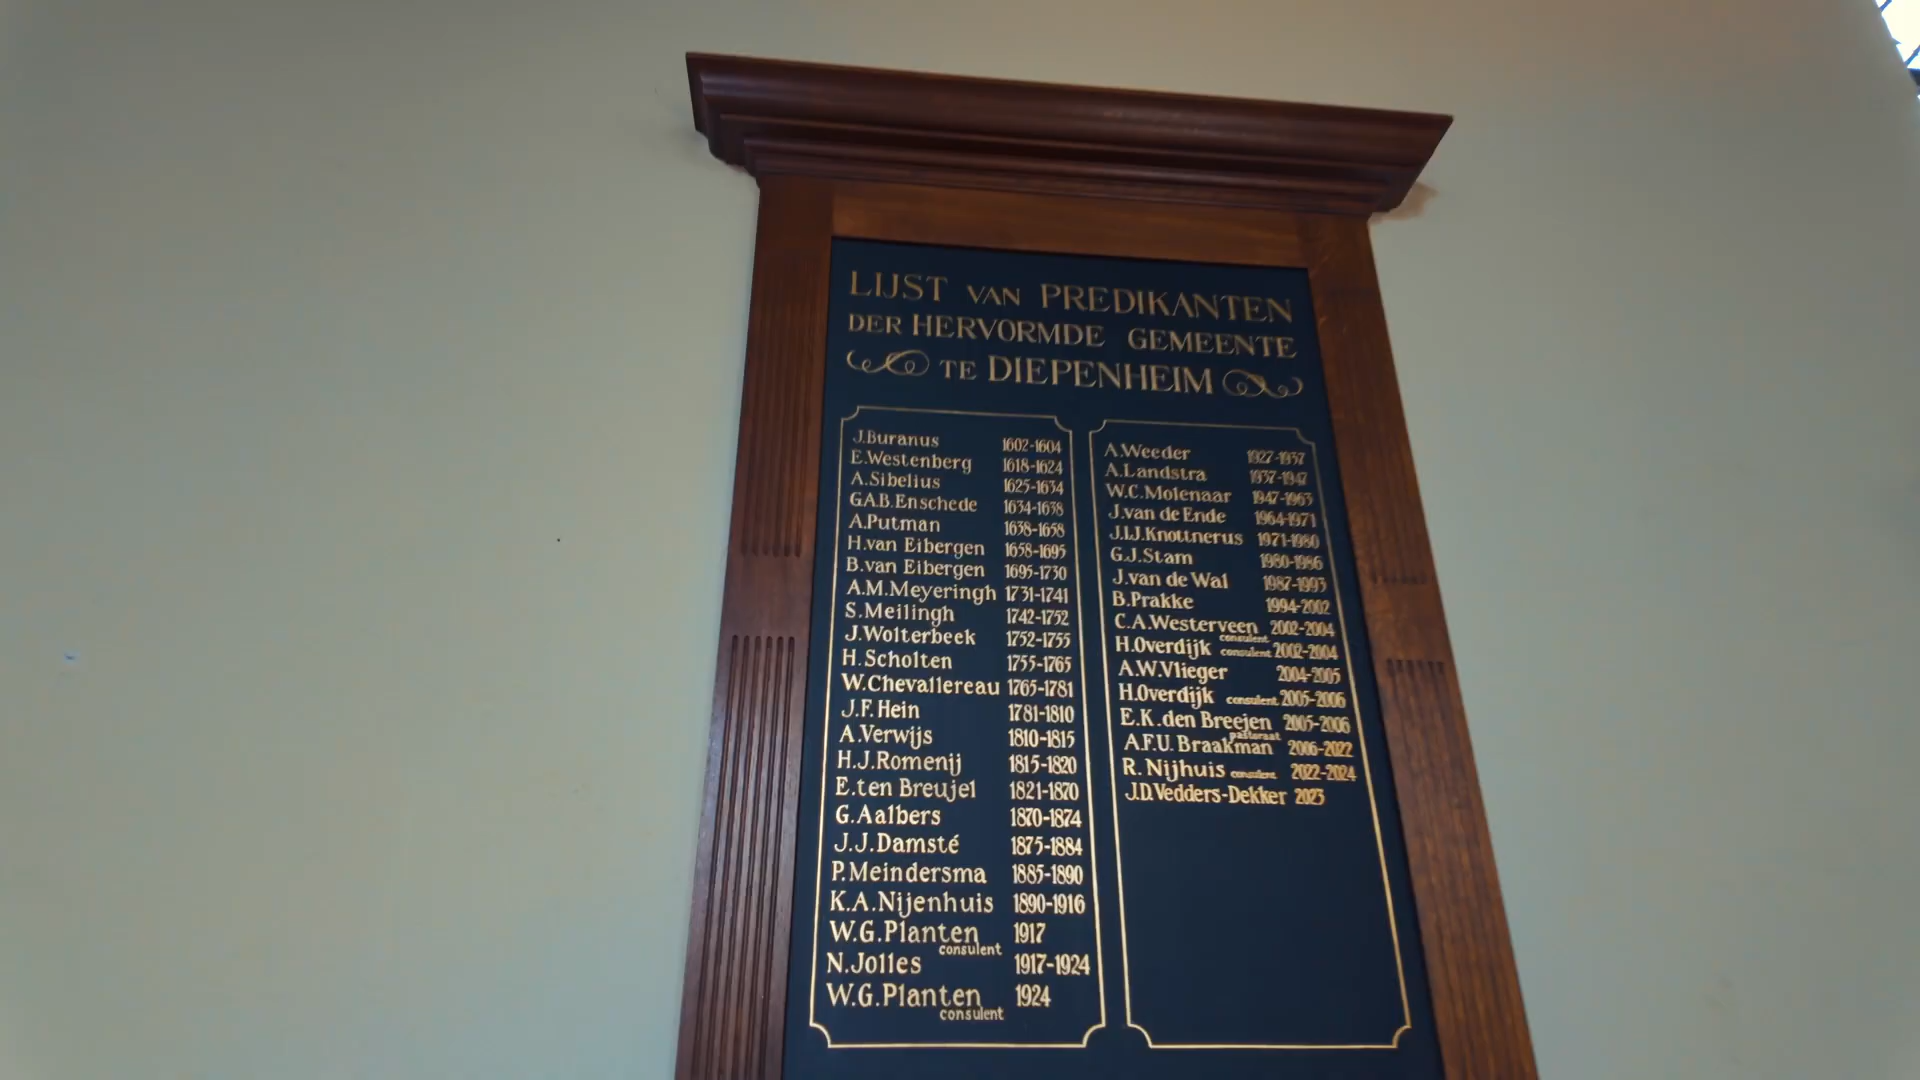 LIJST VAN PREDIKANTEN
DER HERVORMDE GEMEENTE
TE DIEPENHEIM
J.Buranus 1602-1604
E.Westenberg 1618-1624
A.Sibelius 1625-1634
G.A.B.Enschede 1634-1638
A.Putman 1638-1658
H.van Eibergen 1658-1695
B.van Eibergen 1695-1730
A.M.Meyeringh 1731-1741
S.Meilingh 1742-1752
J.Wolterbeek 1752-1755
H.Scholten 1755-1765
W.Chevallereau 1765-1781
J.F.Hein 1781-1810
A.Verwijs 1810-1815
H.J.Romenij 1815-1820
E.ten Breujel 1821-1870
G.Aalbers 1870-1874
J.J.Damsté 1875-1884
P.Meindersma 1885-1890
K.A.Nijenhuis 1890-1916
W.G.Planten 1917
consulent
N.Jolles 1917-1924
W.G.Planten 1924
consulent
A.Weeder 1927-1937
A.Landstra 1937-1947
W.C.Molenaar 1947-1963
J.van de Ende 1964-1971
J.I.J.Knottnerus 1971-1980
G.J.Stam 1980-1986
J.van de Wal 1987-1993
B.Prakke 1994-2002
C.A.Westerveen 2002-2004
consulent
H.Overdijk consulent 2002-2004
A.W.Vlieger 2004-2005
H.Overdijk consulent 2005-2006
E.K.den Breejen 2005-2006
pastoraat
A.F.U.Braakman 2006-2022
R.Nijhuis consulent 2022-2024
J.D.Vedders-Dekker 2023